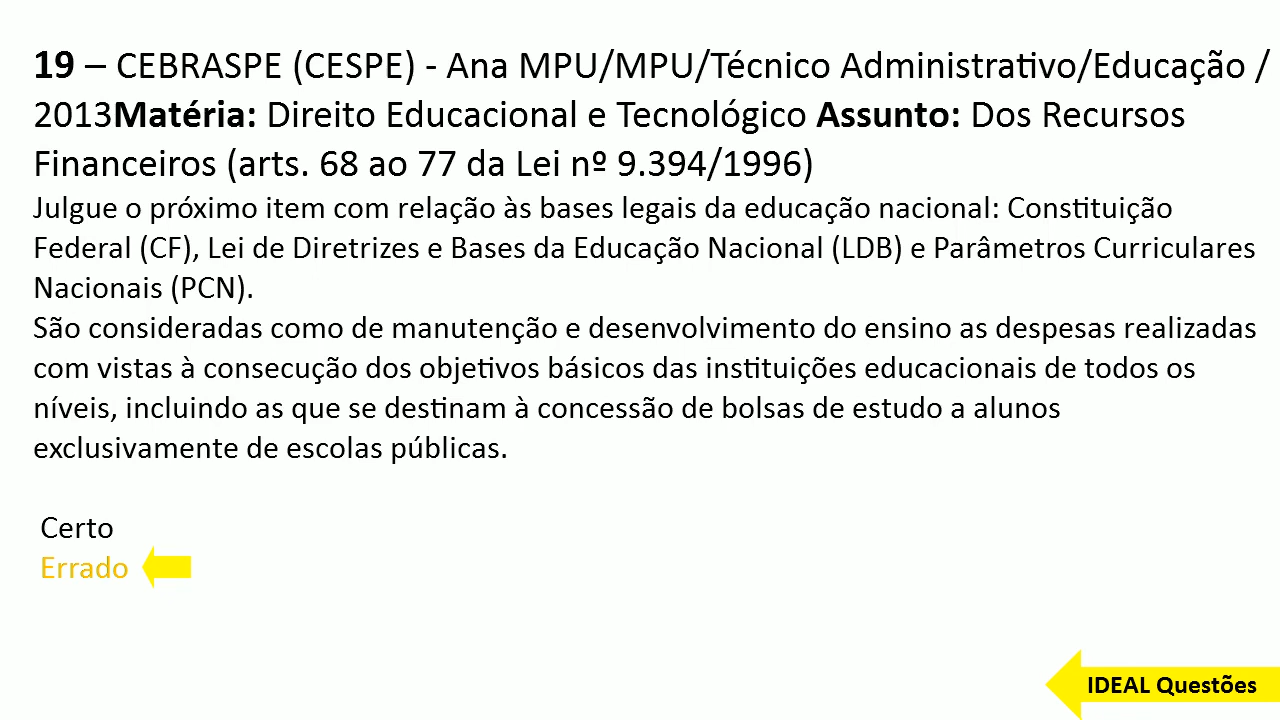 19 – CEBRASPE (CESPE) - Ana MPU/MPU/Técnico Administrativo/Educação /
2013Matéria: Direito Educacional e Tecnológico Assunto: Dos Recursos
Financeiros (arts. 68 ao 77 da Lei nº 9.394/1996)
Julgue o próximo item com relação às bases legais da educação nacional: Constituição
Federal (CF), Lei de Diretrizes e Bases da Educação Nacional (LDB) e Parâmetros Curriculares
Nacionais (PCN).
São consideradas como de manutenção e desenvolvimento do ensino as despesas realizadas
com vistas à consecução dos objetivos básicos das instituições educacionais de todos os
níveis, incluindo as que se destinam à concessão de bolsas de estudo a alunos
exclusivamente de escolas públicas.
Certo
Errado
IDEAL Questões